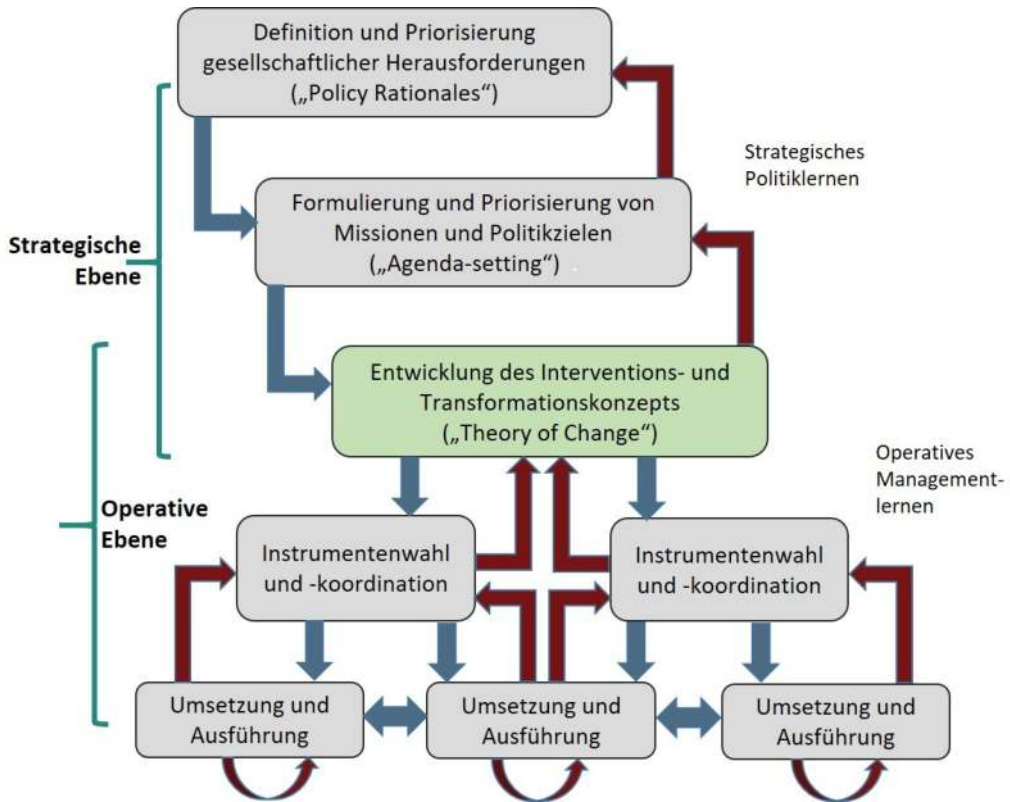 Definition und Priorisierung
gesellschaftlicher Herausforderungen
(„Policy Rationales“)
Strategisches
Politiklernen
Formulierung und Priorisierung von
Missionen und Politikzielen
(„Agenda-setting“)
Strategische
Ebene
Entwicklung des Interventions- und
Transformationskonzepts
(„Theory of Change“)
Operatives
Management-
lernen
Operative
Ebene
Instrumentenwahl
und -koordination
Instrumentenwahl
und -koordination
Umsetzung und
Ausführung
Umsetzung und
Ausführung
Umsetzung und
Ausführung